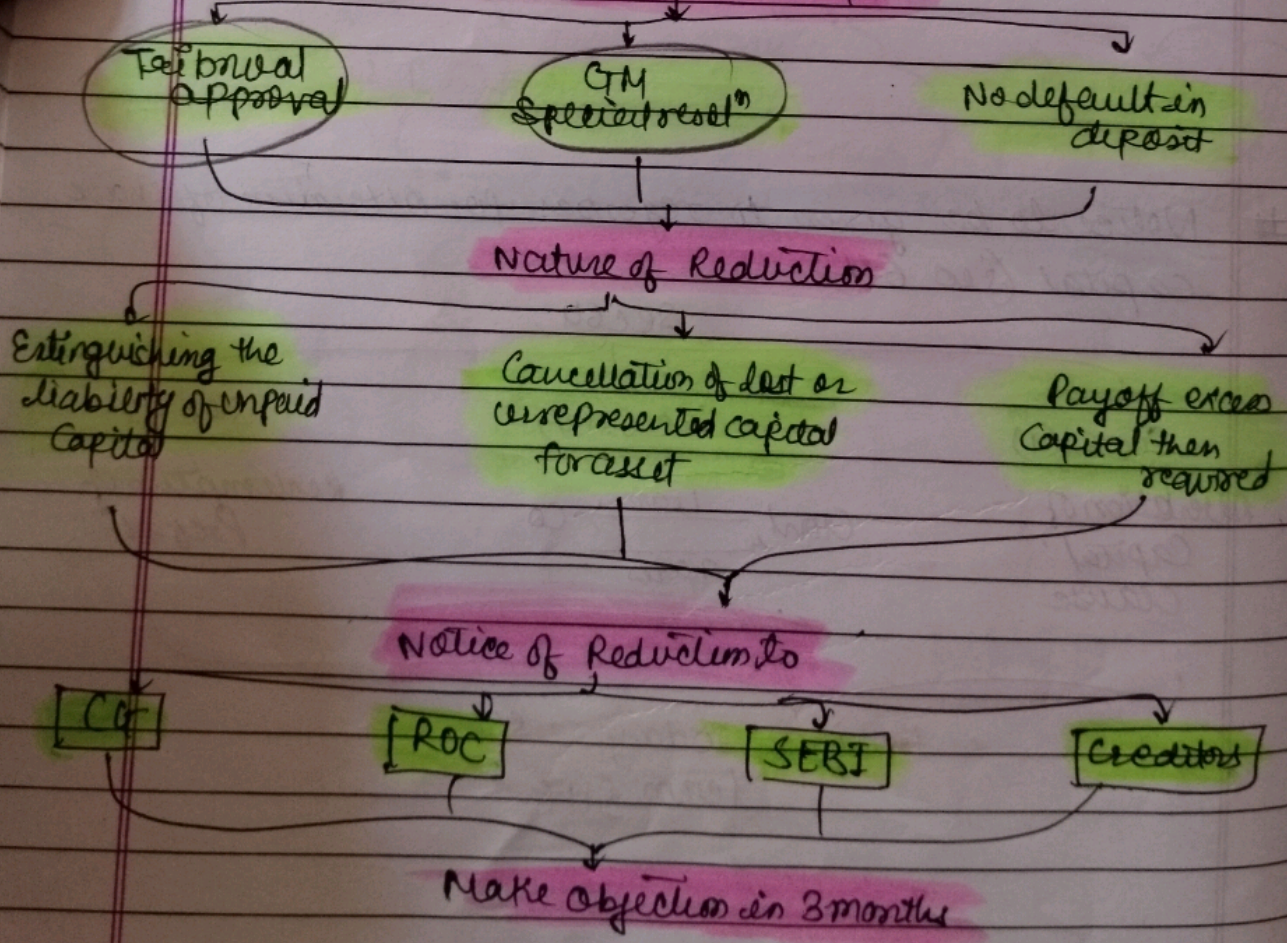 Tribunal
approval
GM
Special resolⁿ
No default in
deposit
Nature of Reduction
Extinguishing the
liability of unpaid
Capital
Cancellation of lost or
unrepresented capital
for asset
Payoff excess
Capital then
required
Notice of Reduction to
CG
ROC
SEBI
Creditors
Make objection in 3 months